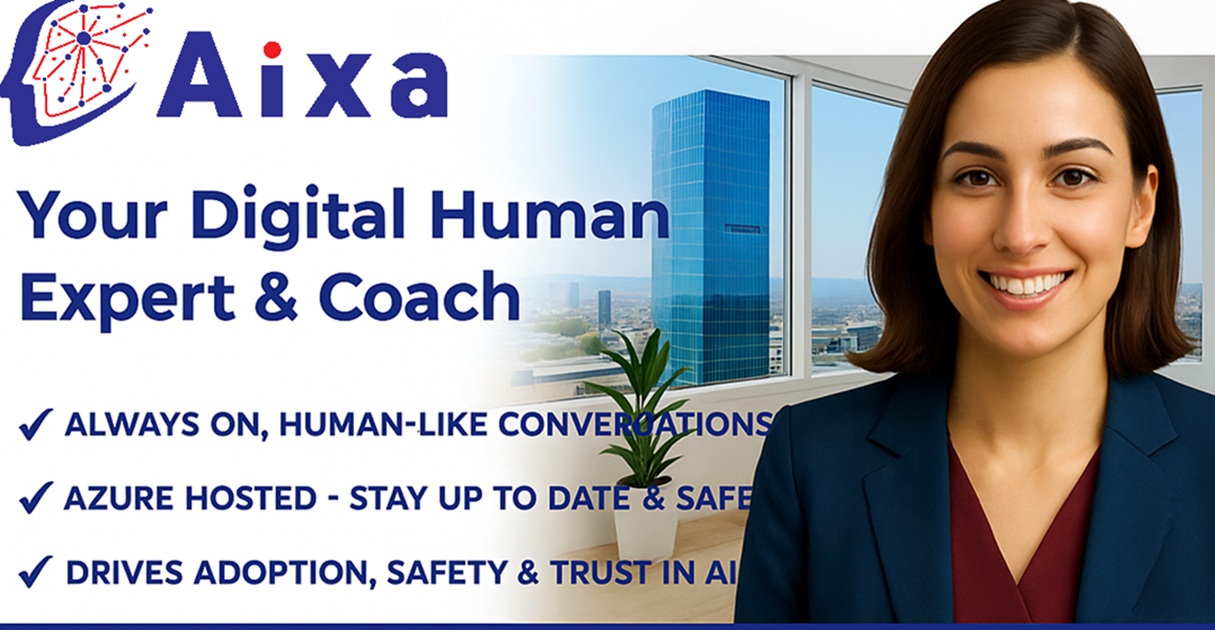 Aixa
Your Digital Human
Expert & Coach
✓ ALWAYS ON, HUMAN-LIKE CONVERSATIONS
✓ AZURE HOSTED - STAY UP TO DATE & SAFE
✓ DRIVES ADOPTION, SAFETY & TRUST IN AI